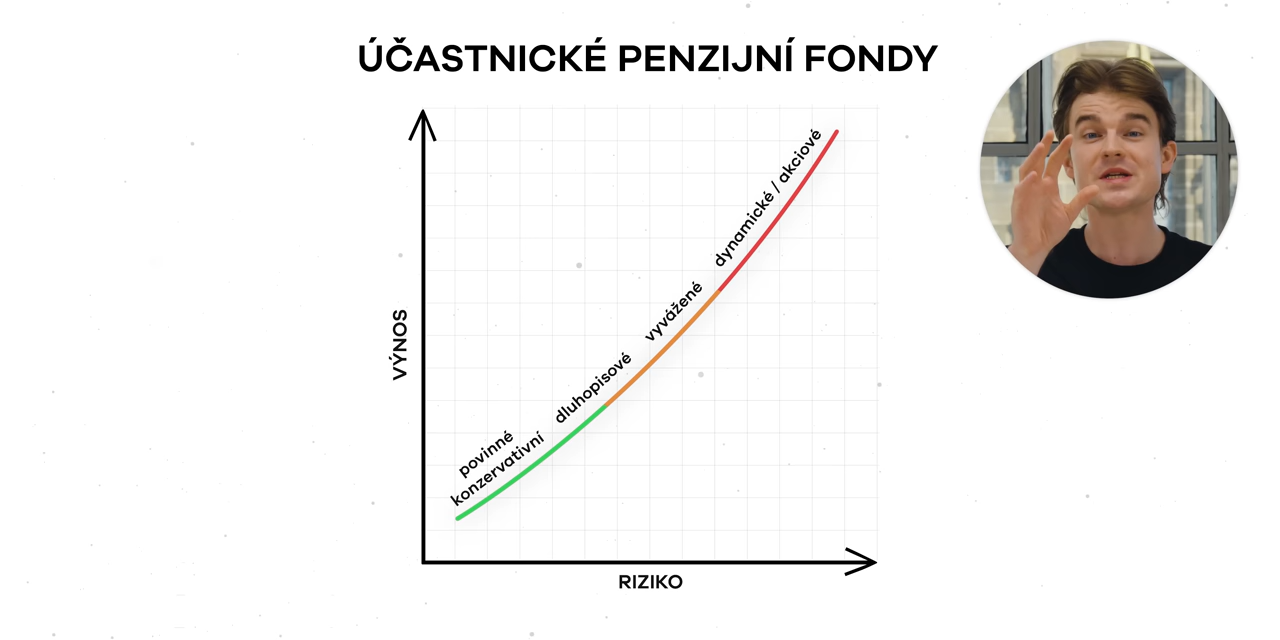 ÚČASTNICKÉ PENZIJNÍ FONDY
dynamické / akciové
vyvážené
dluhopisové
povinné
konzervativní
VÝNOS
RIZIKO